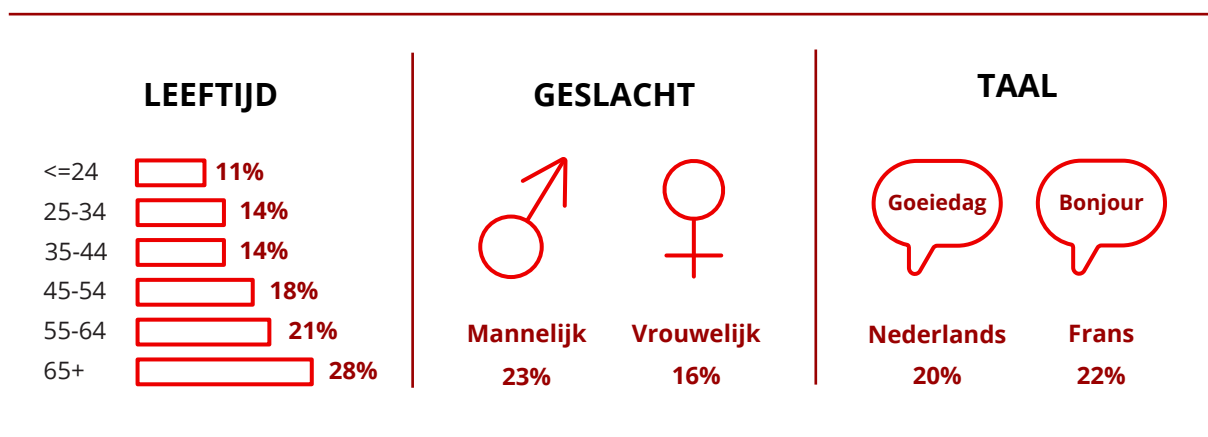 LEEFTIJD
<=24 11%
25-34 14%
35-44 14%
45-54 18%
55-64 21%
65+ 28%
GESLACHT
Mannelijk Vrouwelijk
23% 16%
TAAL
Goeiedag Bonjour
Nederlands Frans
20% 22%